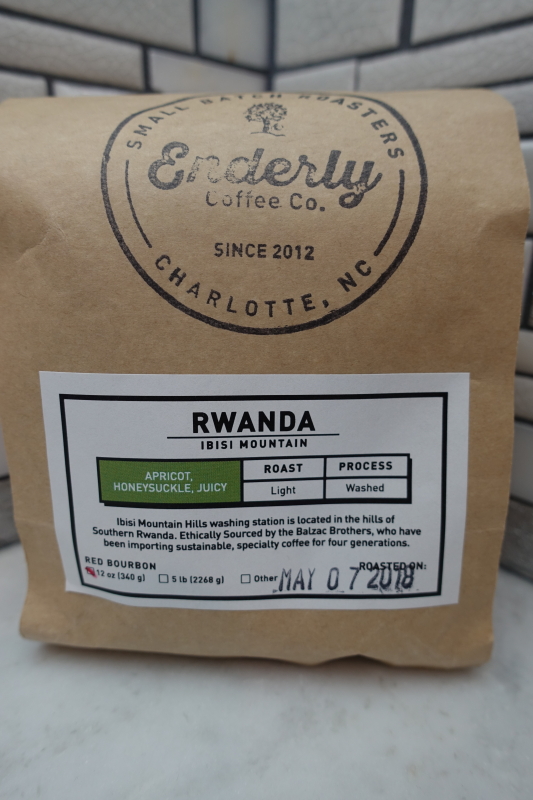 SMALL BATCH ROASTERS
Enderly
Coffee Co.
SINCE 2012
CHARLOTTE, NC
RWANDA
IBISI MOUNTAIN
APRICOT,
HONEYSUCKLE, JUICY
ROAST
PROCESS
Light
Washed
Ibisi Mountain Hills washing station is located in the hills of
Southern Rwanda. Ethically Sourced by the Balzac Brothers, who have
been importing sustainable, specialty coffee for four generations.
RED BOURBON
ROASTED ON:
12 oz (340 g) 5 lb (2268 g) Other MAY 07 2018